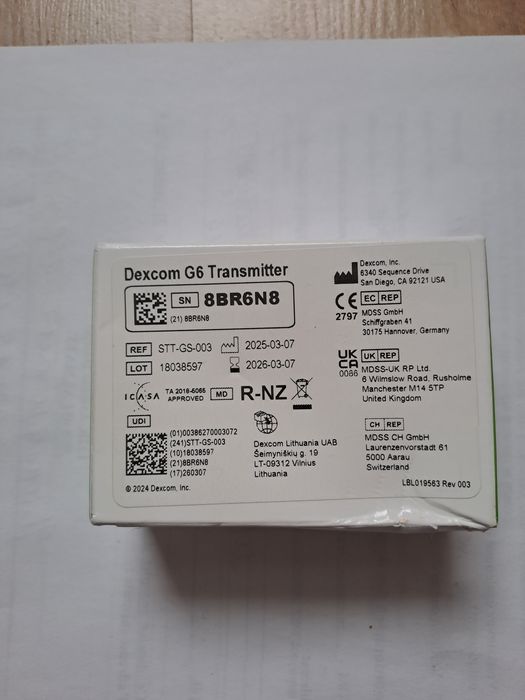 Dexcom G6 Transmitter
SN 8BR6N8
(21) 8BR6N8
REF STT-GS-003 2025-03-07
LOT 18038597 2026-03-07
ICASA TA 2016-5065 APPROVED MD R-NZ
UDI
(01)00386270003072
(241)STT-GS-003
(10)18038597
(21)8BR6N8
(17)260307
© 2024 Dexcom, Inc.
Dexcom Lithuania UAB
Šeimyniškių g. 19
LT-09312 Vilnius
Lithuania
Dexcom, Inc.
6340 Sequence Drive
San Diego, CA 92121 USA
CE 2797
EC REP
MDSS GmbH
Schiffgraben 41
30175 Hannover, Germany
UK CA 0086
UK REP
MDSS-UK RP Ltd.
6 Wilmslow Road, Rusholme
Manchester M14 5TP
United Kingdom
CH REP
MDSS CH GmbH
Laurenzenvorstadt 61
5000 Aarau
Switzerland
LBL019563 Rev 003